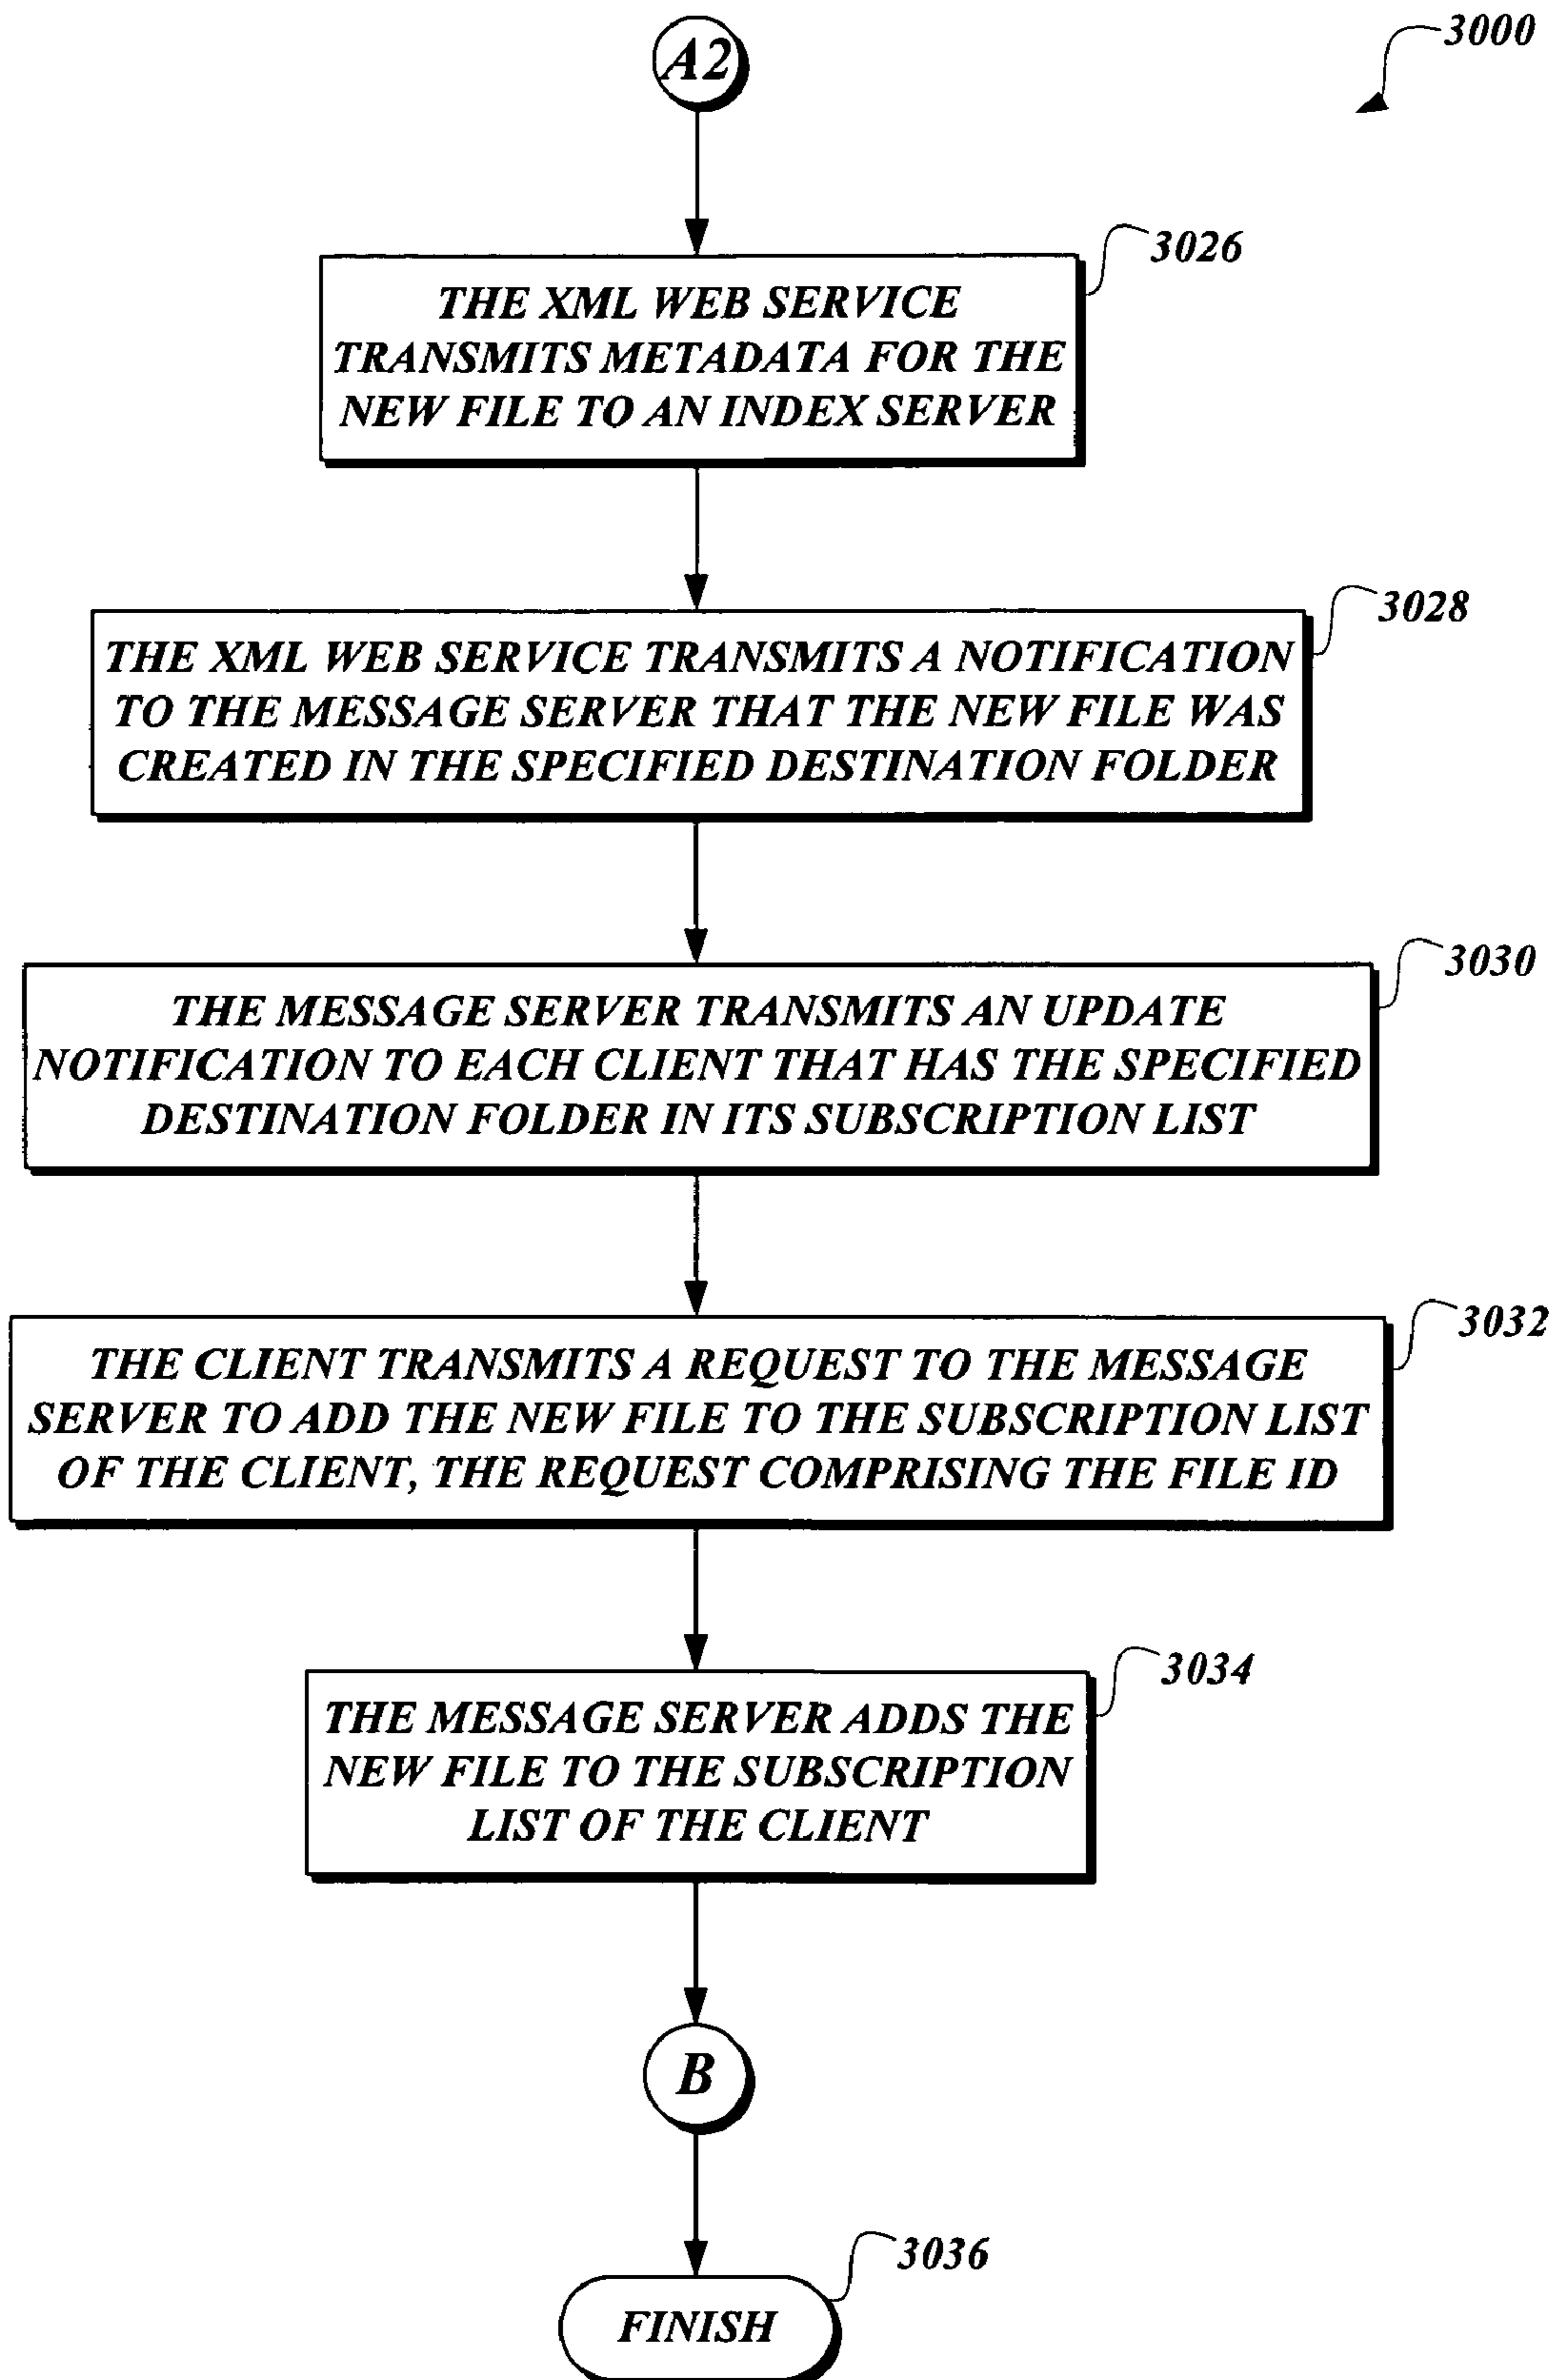 A2
3000
3026
THE XML WEB SERVICE
TRANSMITS METADATA FOR THE
NEW FILE TO AN INDEX SERVER
3028
THE XML WEB SERVICE TRANSMITS A NOTIFICATION
TO THE MESSAGE SERVER THAT THE NEW FILE WAS
CREATED IN THE SPECIFIED DESTINATION FOLDER
3030
THE MESSAGE SERVER TRANSMITS AN UPDATE
NOTIFICATION TO EACH CLIENT THAT HAS THE SPECIFIED
DESTINATION FOLDER IN ITS SUBSCRIPTION LIST
3032
THE CLIENT TRANSMITS A REQUEST TO THE MESSAGE
SERVER TO ADD THE NEW FILE TO THE SUBSCRIPTION LIST
OF THE CLIENT, THE REQUEST COMPRISING THE FILE ID
3034
THE MESSAGE SERVER ADDS THE
NEW FILE TO THE SUBSCRIPTION
LIST OF THE CLIENT
B
3036
FINISH